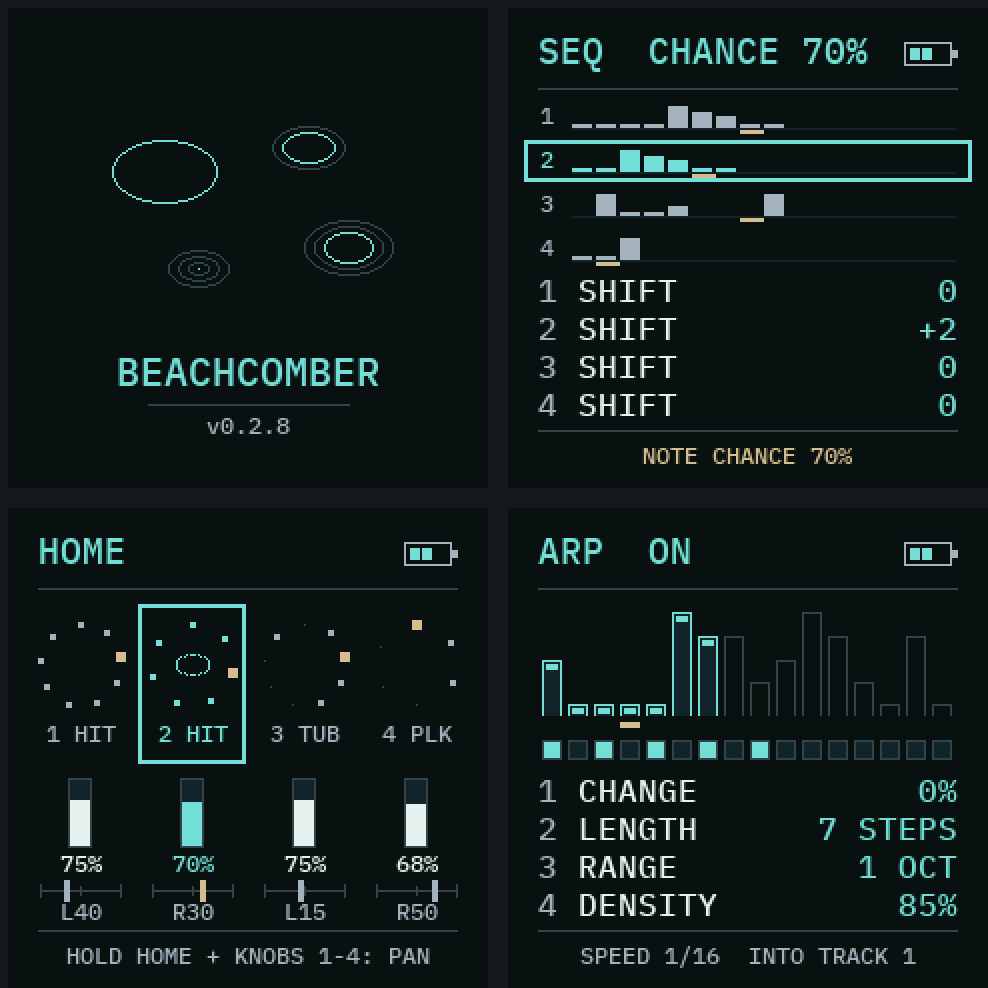 BEACHCOMBER
v0.2.8
SEQ CHANCE 70%
1
2
3
4
1 SHIFT 0
2 SHIFT +2
3 SHIFT 0
4 SHIFT 0
NOTE CHANCE 70%
HOME
1 HIT 2 HIT 3 TUB 4 PLK
75% 70% 75% 68%
L40 R30 L15 R50
HOLD HOME + KNOBS 1-4: PAN
ARP ON
1 CHANGE 0%
2 LENGTH 7 STEPS
3 RANGE 1 OCT
4 DENSITY 85%
SPEED 1/16 INTO TRACK 1